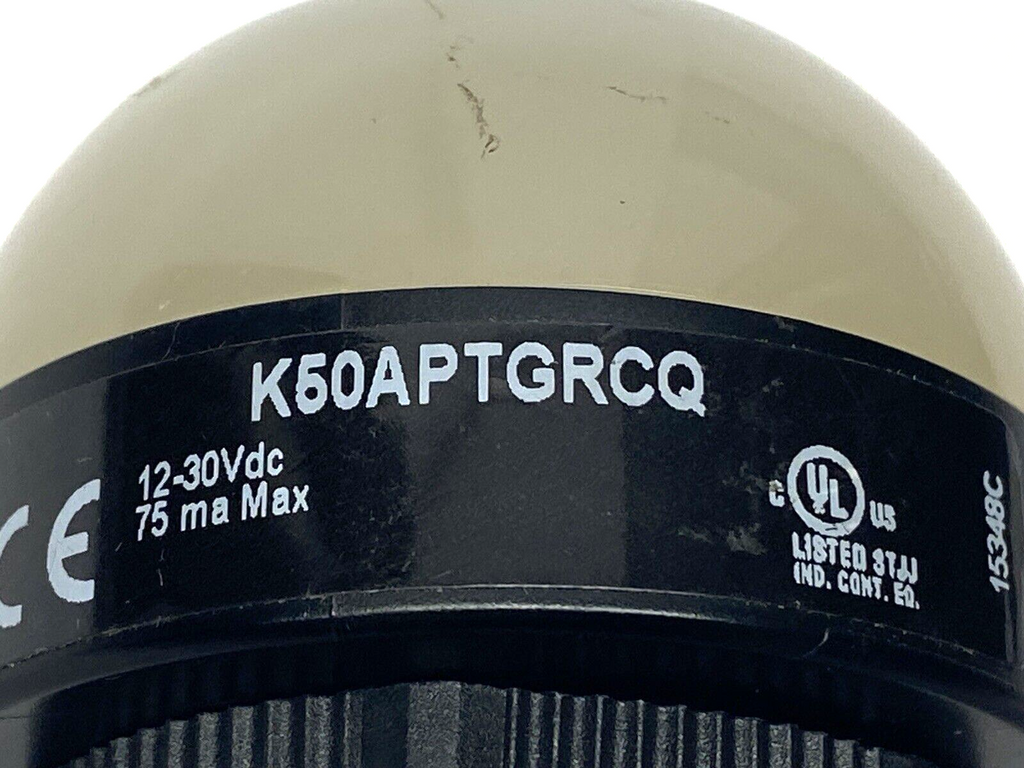 K50APTGRCQ
12-30Vdc
75 ma Max
CE
C UL US
LISTED 3TJJ
IND. CONT. EQ.
15348C